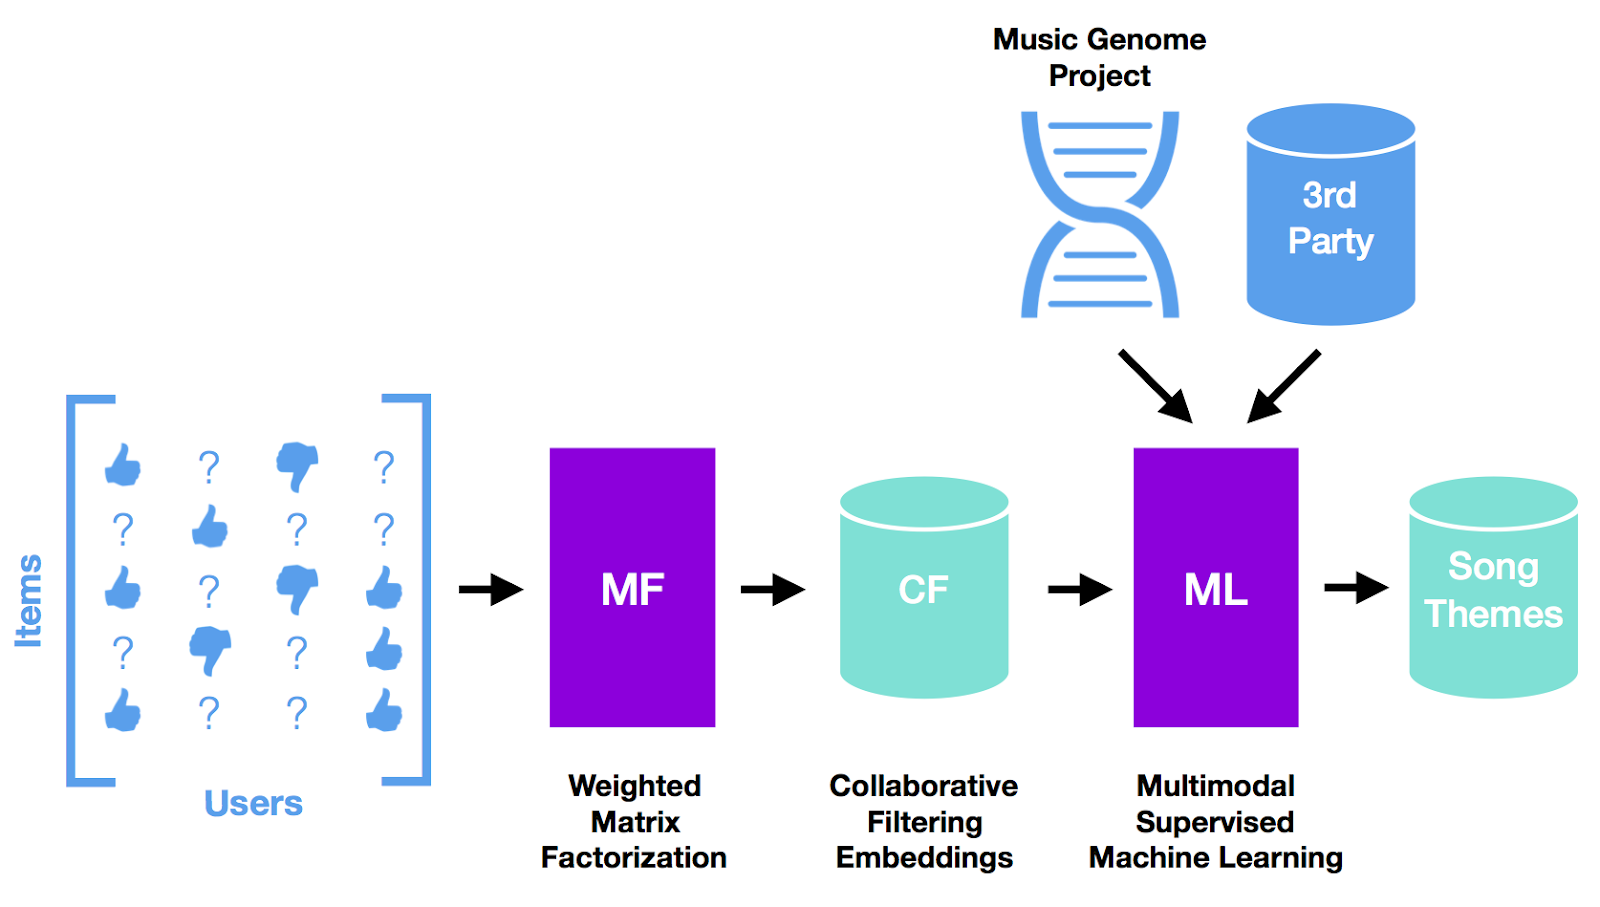 Music Genome
Project
3rd
Party
Items
? ?
? ? ?
?
? ?
? ?
Users
MF
Weighted
Matrix
Factorization
CF
Collaborative
Filtering
Embeddings
ML
Multimodal
Supervised
Machine Learning
Song
Themes